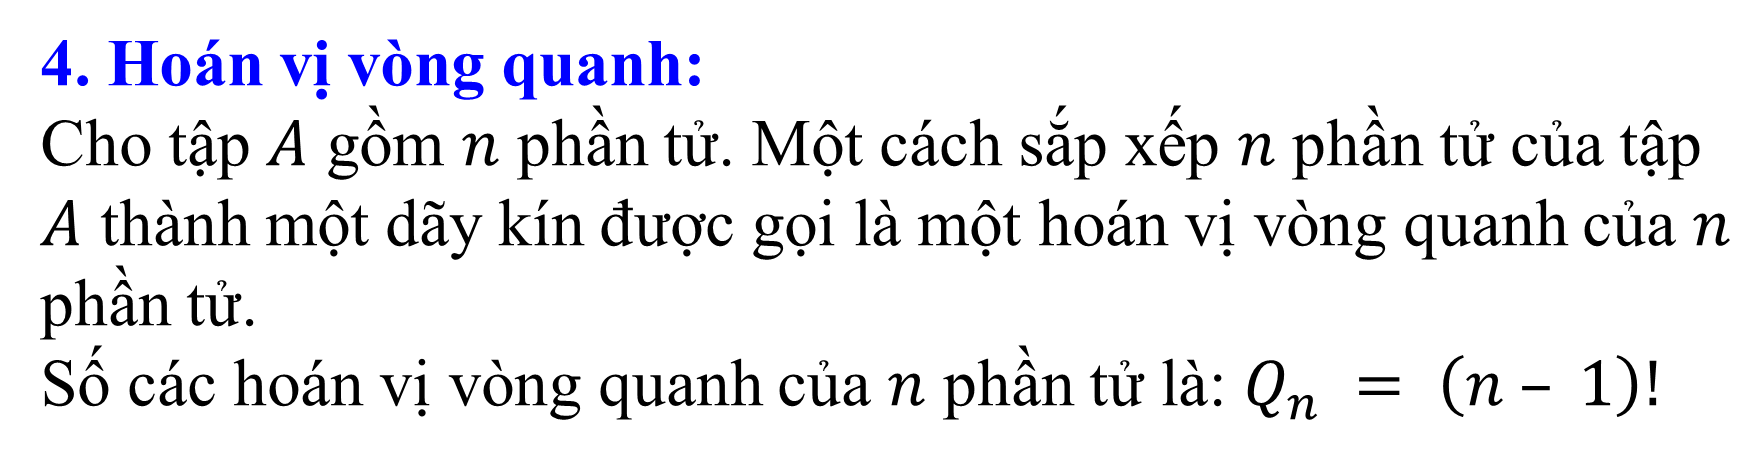 4. Hoán vị vòng quanh:
Cho tập A gồm n phần tử. Một cách sắp xếp n phần tử của tập
A thành một dãy kín được gọi là một hoán vị vòng quanh của n
phần tử.
Số các hoán vị vòng quanh của n phần tử là: Qₙ = (n – 1)!